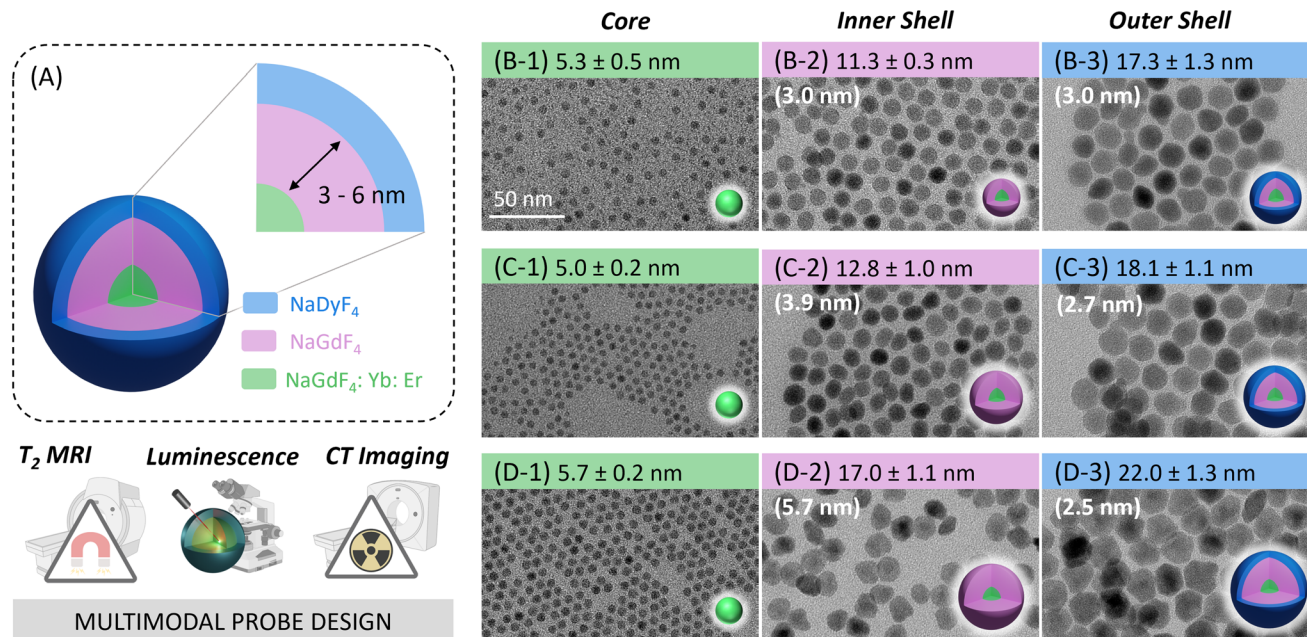 (A)
3 - 6 nm
NaDyF₄
NaGdF₄
NaGdF₄: Yb: Er
T₂ MRI
Luminescence
CT Imaging
MULTIMODAL PROBE DESIGN
Core
Inner Shell
Outer Shell
(B-1) 5.3 ± 0.5 nm
50 nm
(B-2) 11.3 ± 0.3 nm
(3.0 nm)
(B-3) 17.3 ± 1.3 nm
(3.0 nm)
(C-1) 5.0 ± 0.2 nm
(C-2) 12.8 ± 1.0 nm
(3.9 nm)
(C-3) 18.1 ± 1.1 nm
(2.7 nm)
(D-1) 5.7 ± 0.2 nm
(D-2) 17.0 ± 1.1 nm
(5.7 nm)
(D-3) 22.0 ± 1.3 nm
(2.5 nm)